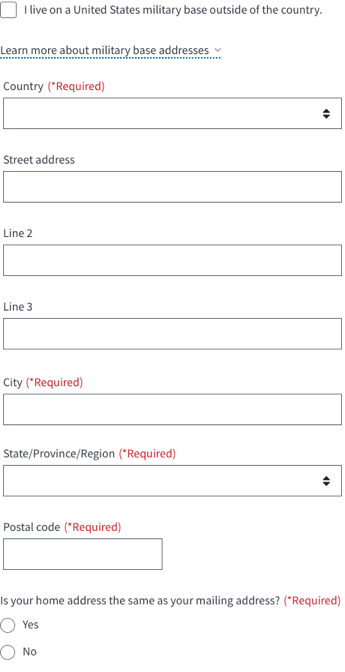 I live on a United States military base outside of the country.
Learn more about military base addresses
Country (*Required)
Street address
Line 2
Line 3
City (*Required)
State/Province/Region (*Required)
Postal code (*Required)
Is your home address the same as your mailing address? (*Required)
Yes
No